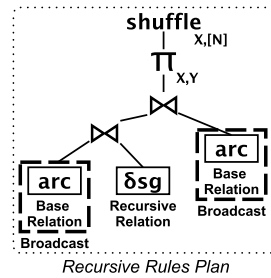 shuffle
X,[N]
Π
X,Y
⋈
⋈
arc
Base
Relation
Broadcast
δsg
Recursive
Relation
arc
Base
Relation
Broadcast
Recursive Rules Plan